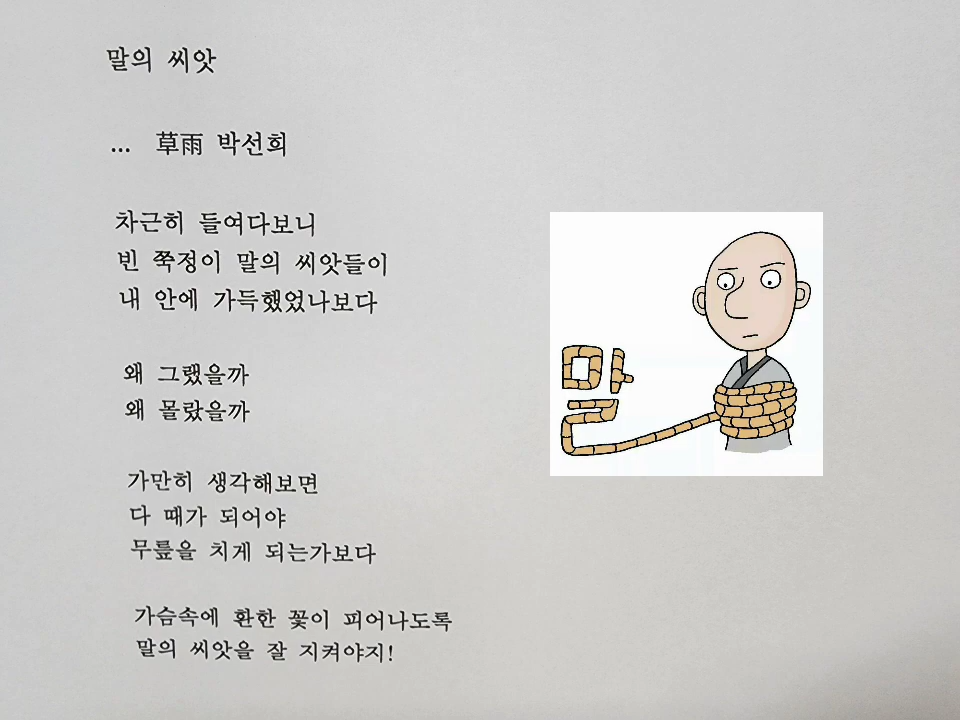 말의 씨앗
... 草雨 박선희
차근히 들여다보니
빈 쭉정이 말의 씨앗들이
내 안에 가득했었나보다
왜 그랬을까
왜 몰랐을까
가만히 생각해보면
다 때가 되어야
무릎을 치게 되는가보다
가슴속에 환한 꽃이 피어나도록
말의 씨앗을 잘 지켜야지!
말